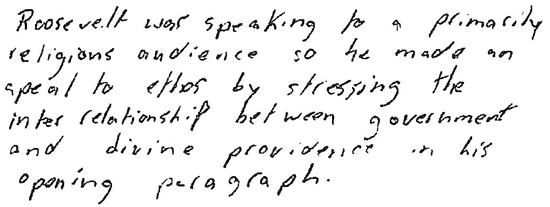 Roosevelt was speaking to a primarily
religious audience so he made an
apeal to ethos by stressing the
inter relationship between government
and divine providence in his
opening paragraph.